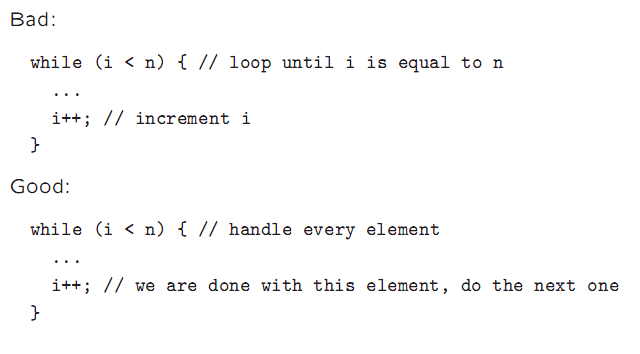 Bad:
while (i < n) { // loop until i is equal to n
...
i++; // increment i
}
Good:
while (i < n) { // handle every element
...
i++; // we are done with this element, do the next one
}